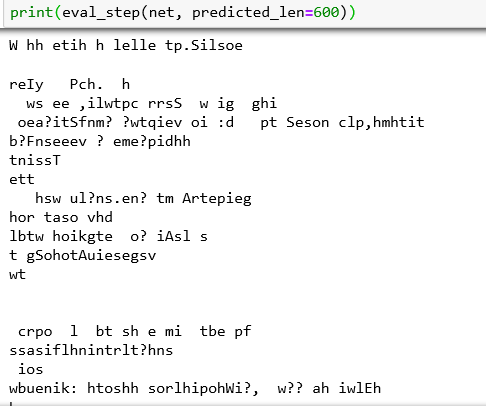 print(eval_step(net, predicted_len=600))
W hh etih h lelle tp.Silsoe
reIy   Pch.  h
  ws ee ,ilwtpc rrsS  w ig  ghi
 oea?itSfnm? ?wtqiev oi :d   pt Seson clp,hmhtit
b?Fnseeev ? eme?pidhh
tnissT
ett
   hsw ul?ns.en? tm Artepieg
hor taso vhd
lbtw hoikgte  o? iAsl s
t gSohotAuiesegsv
wt
 crpo  l  bt sh e mi  tbe pf
ssasiflhnintrlt?hns
 ios
wbuenik: htoshh sorlhipohWi?,  w?? ah iwlEh